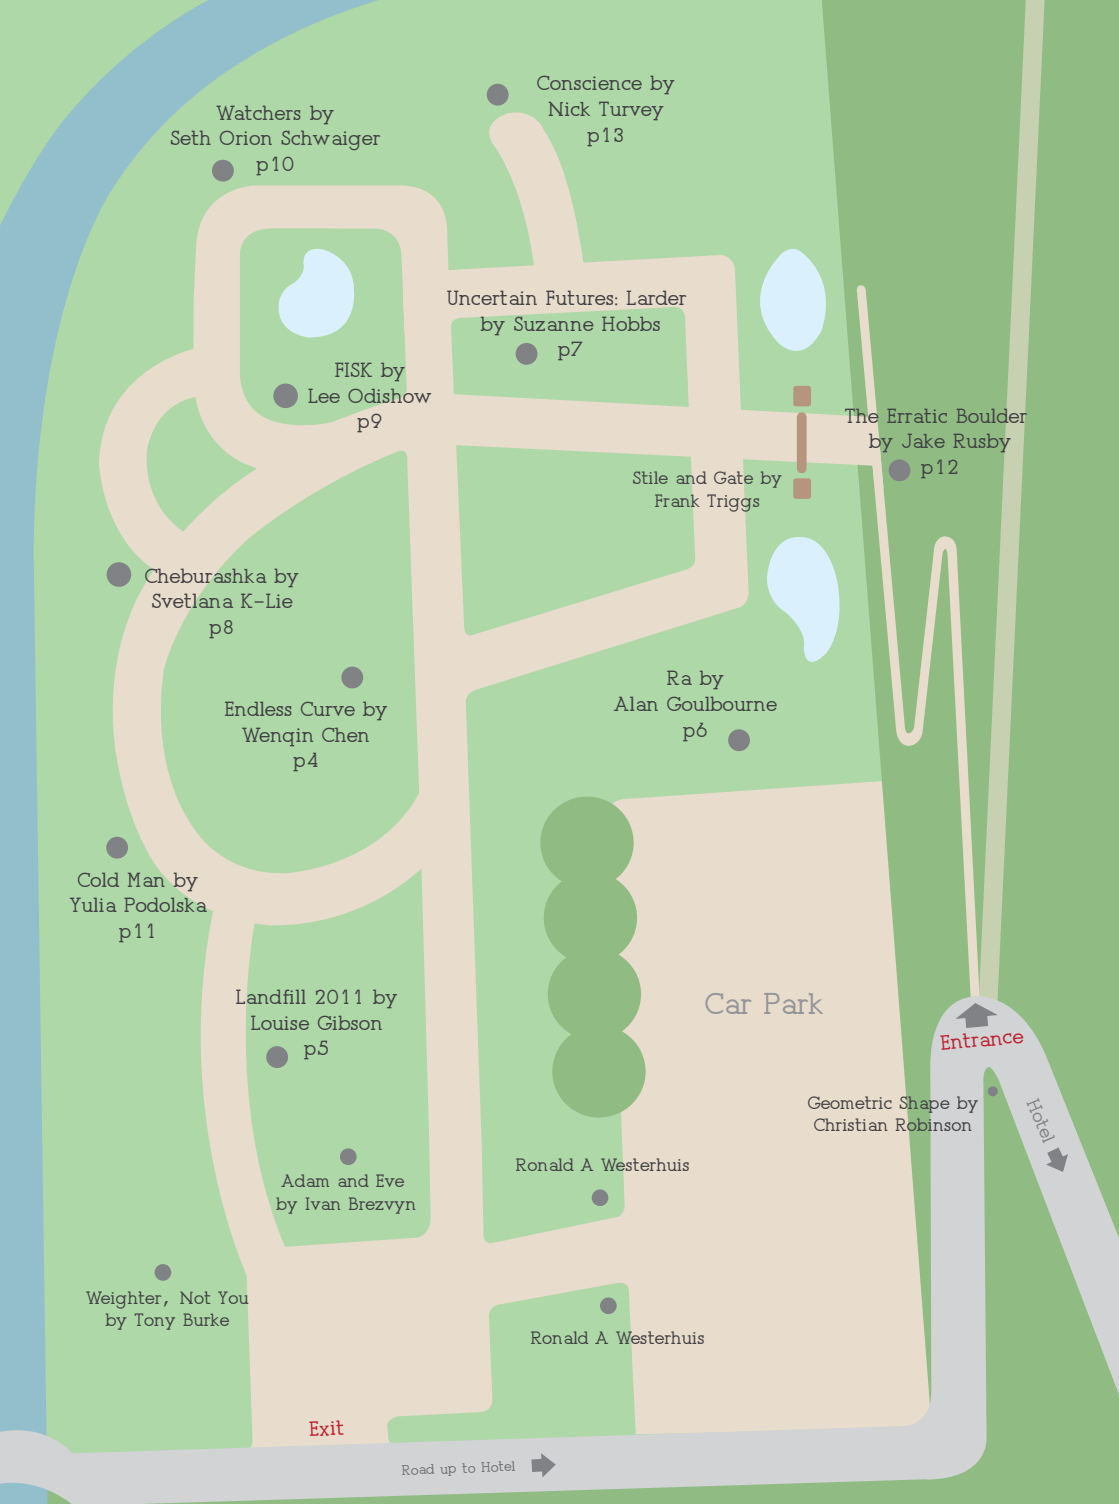 Conscience by
Nick Turvey
p13
Watchers by
Seth Orion Schwaiger
p10
Uncertain Futures: Larder
by Suzanne Hobbs
p7
FISK by
Lee Odishow
p9
The Erratic Boulder
by Jake Rusby
p12
Stile and Gate by
Frank Triggs
Cheburashka by
Svetlana K-Lie
p8
Ra by
Alan Goulbourne
p6
Endless Curve by
Wenqin Chen
p4
Cold Man by
Yulia Podolska
p11
Landfill 2011 by
Louise Gibson
p5
Car Park
Entrance
Geometric Shape by
Christian Robinson
Hotel
Adam and Eve
by Ivan Brezvyn
Ronald A Westerhuis
Weighter, Not You
by Tony Burke
Ronald A Westerhuis
Exit
Road up to Hotel